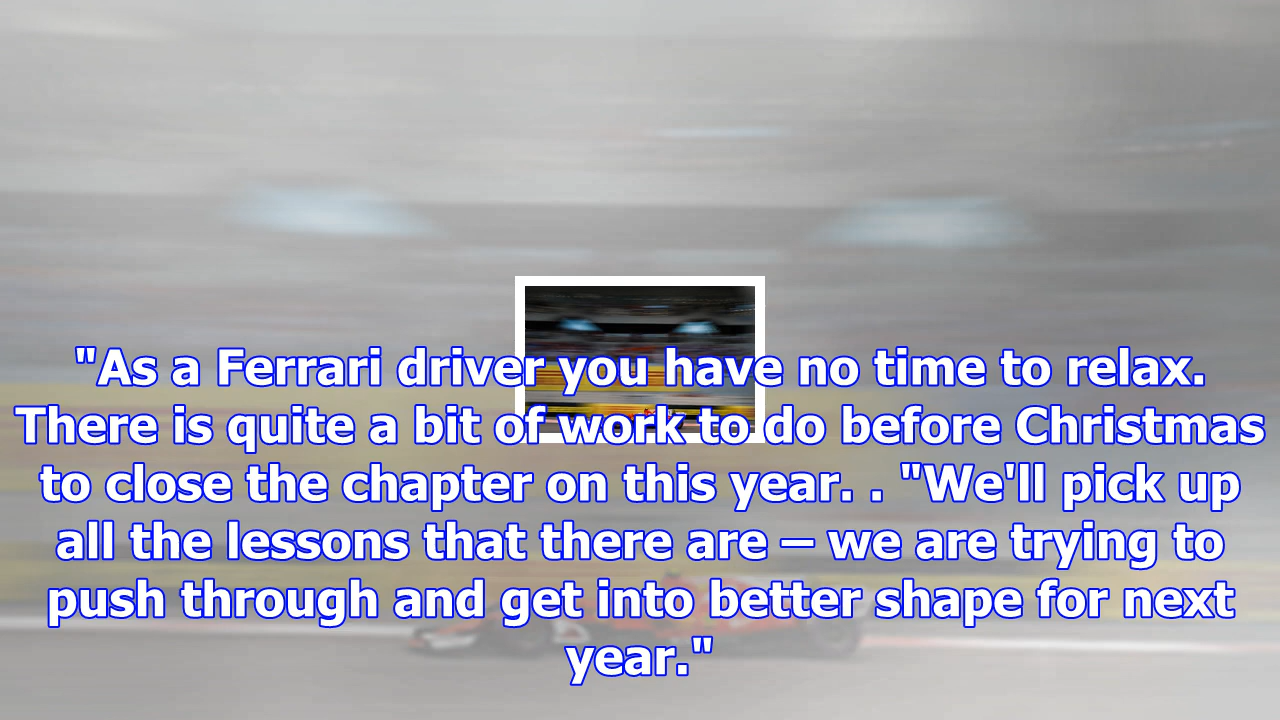 "As a Ferrari driver you have no time to relax.
There is quite a bit of work to do before Christmas
to close the chapter on this year. . "We'll pick up
all the lessons that there are – we are trying to
push through and get into better shape for next
year."